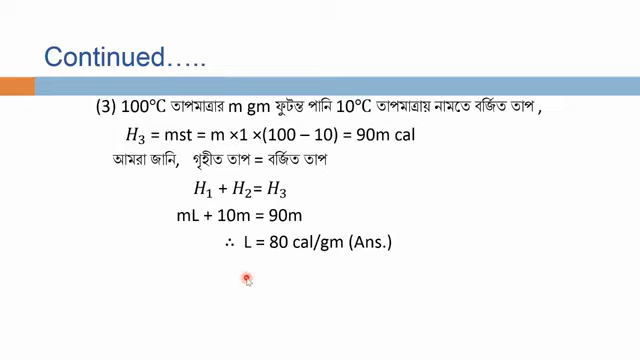 Continued…..
(3) 100℃ তাপমাত্রার m gm ফুটন্ত পানি 10℃ তাপমাত্রায় নামতে বর্জিত তাপ ,
H₃ = mst = m ×1 ×(100 – 10) = 90m cal
আমরা জানি, গৃহীত তাপ = বর্জিত তাপ
H₁ + H₂= H₃
mL + 10m = 90m
∴ L = 80 cal/gm (Ans.)